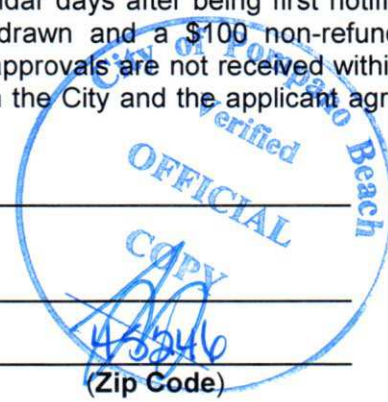 dar days after being first notifi
drawn and a $100 non-refund
approvals are not received withi
n the City and the applicant agr
City of Pompano Beach
Verified
OFFICIAL
COPY
45246
(Zip Code)